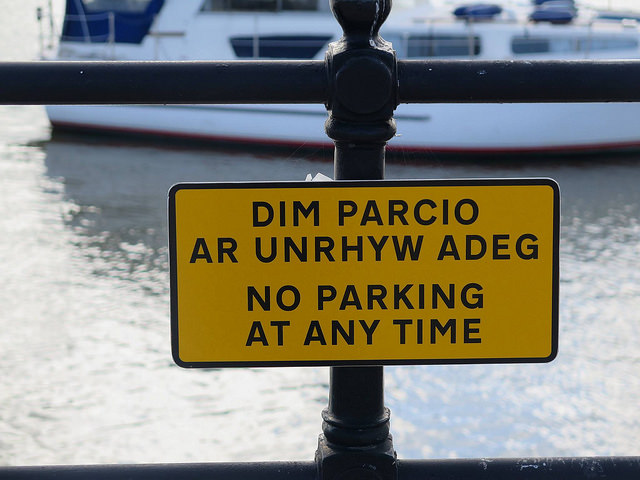 DIM PARCIO
AR UNRHYW ADEG
NO PARKING
AT ANY TIME